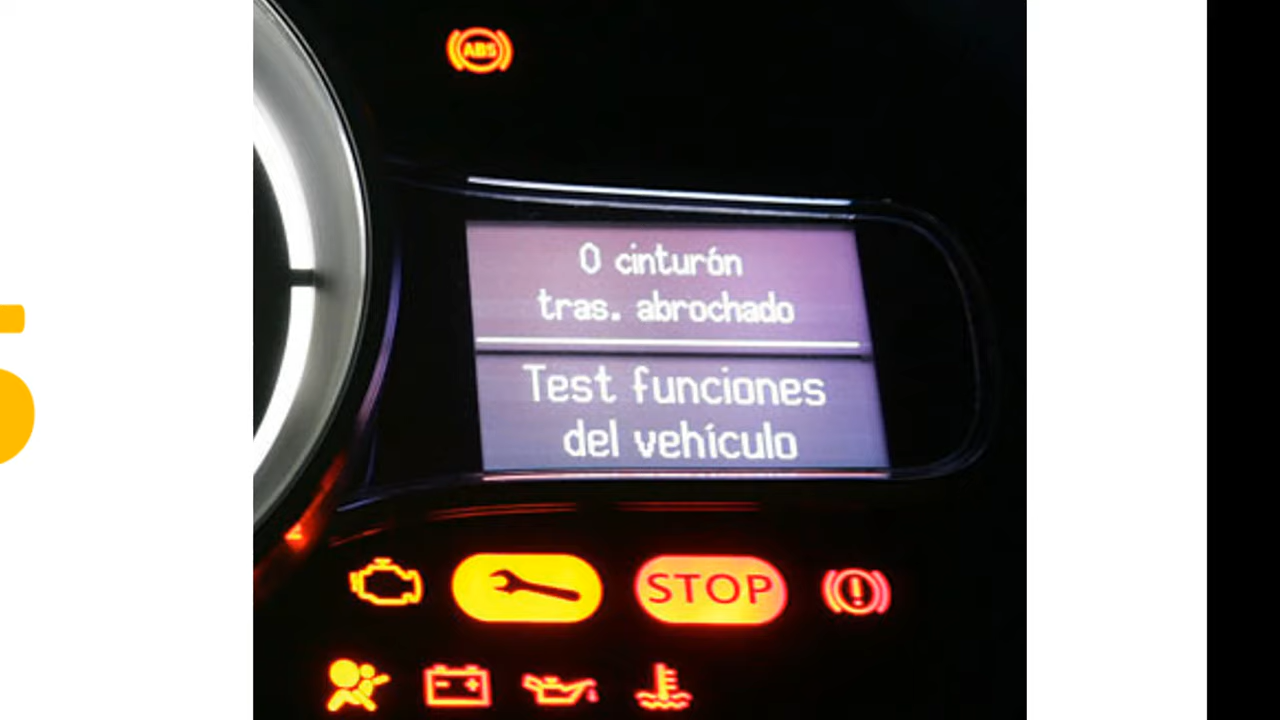 ABS
0 cinturón
tras. abrochado
Test funciones
del vehículo
STOP